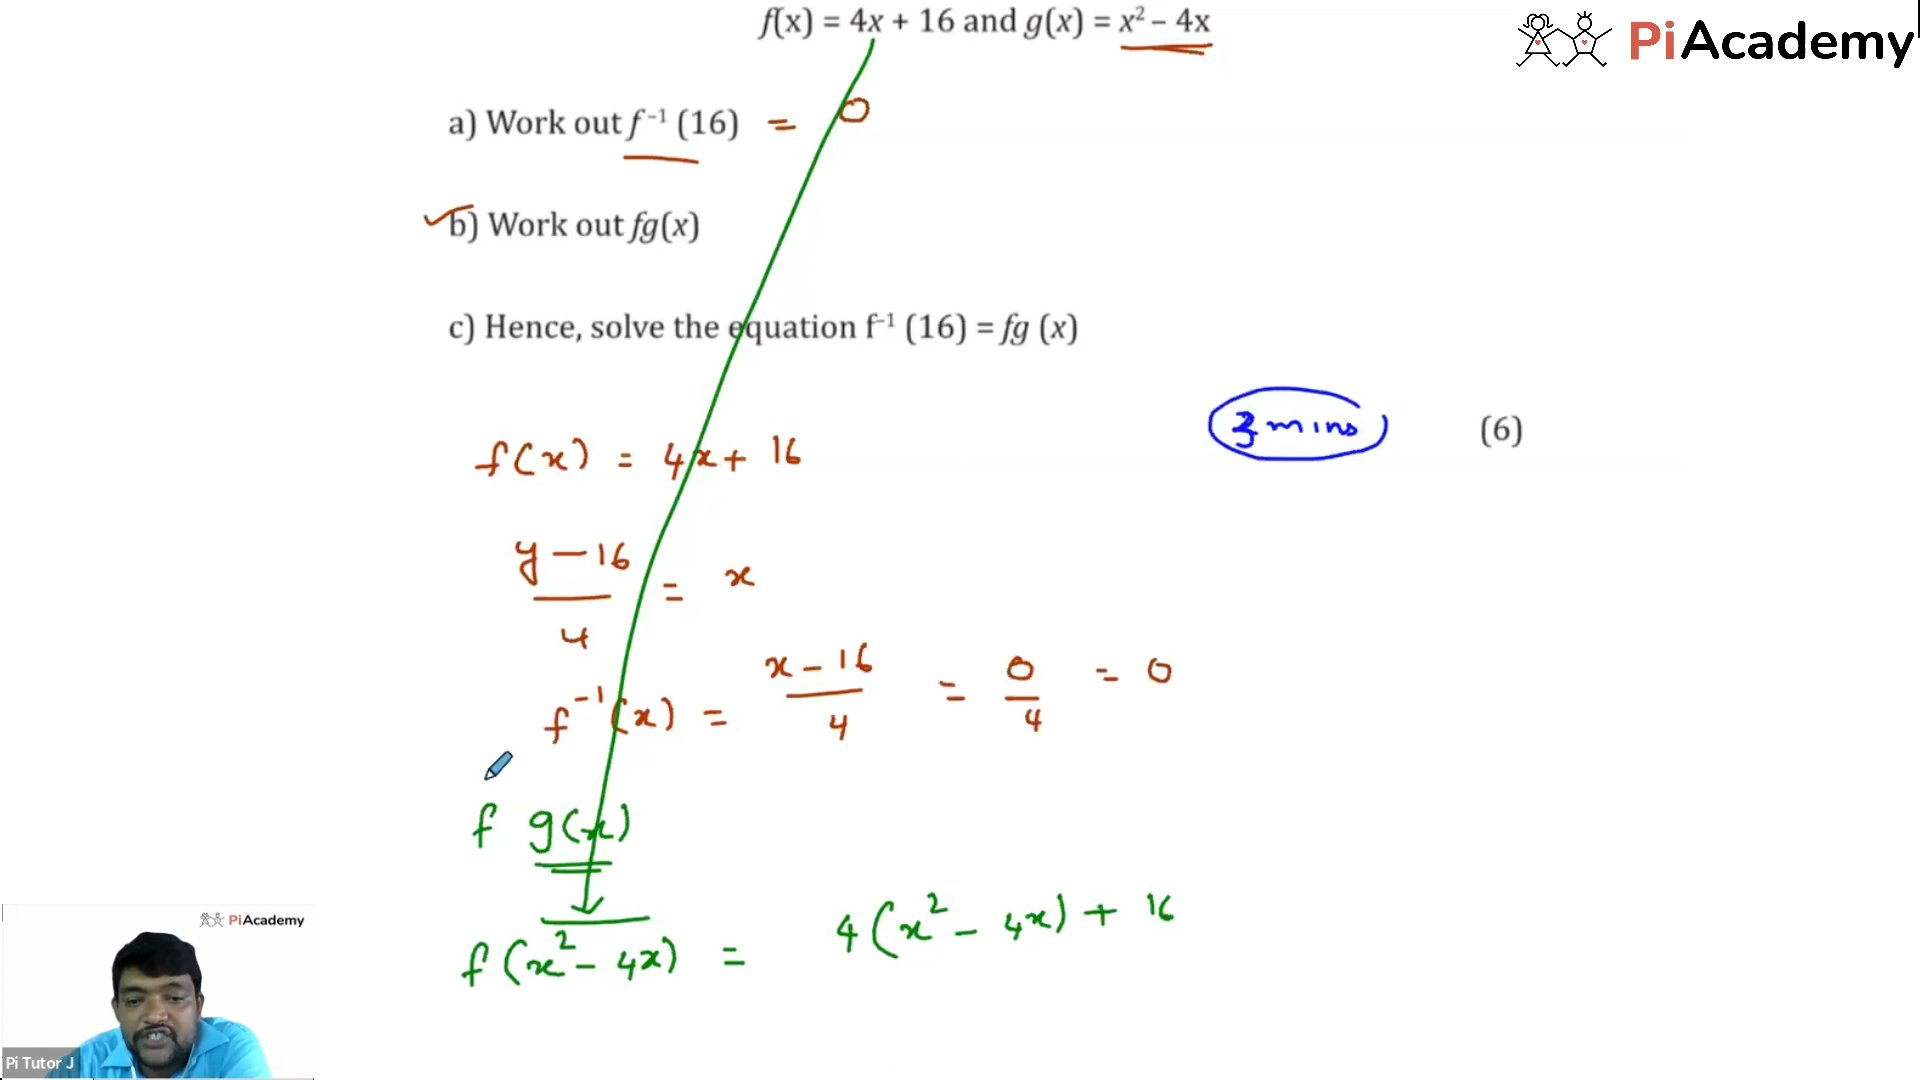 f(x) = 4x + 16 and g(x) = x² – 4x
PiAcademy
a) Work out f⁻¹ (16) = 0
b) Work out fg(x)
c) Hence, solve the equation f⁻¹ (16) = fg (x)
3 mins
(6)
f(x) = 4x + 16
y – 16
4
= x
f⁻¹(x) = x – 16 / 4 = 0 / 4 = 0
f g(x)
f(x² – 4x) = 4(x² – 4x) + 16
PiAcademy
Pi Tutor J